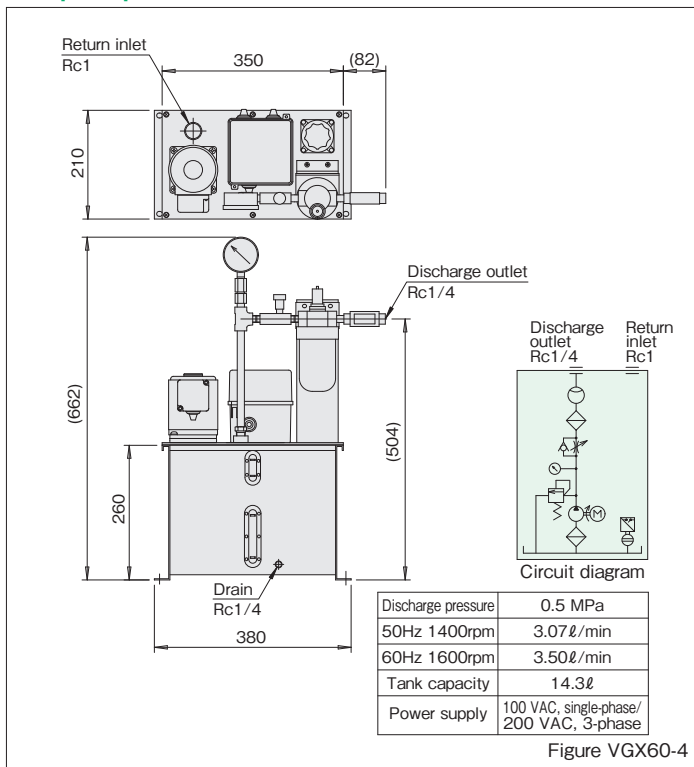 Return inlet
Rc1
350
(82)
210
Discharge outlet
Rc1/4
(662)
(504)
260
Drain
Rc1/4
380
Discharge
outlet
Rc1/4
Return
inlet
Rc1
M
Circuit diagram
Discharge pressure 0.5 MPa
50Hz 1400rpm 3.07ℓ/min
60Hz 1600rpm 3.50ℓ/min
Tank capacity 14.3ℓ
Power supply 100 VAC, single-phase/
200 VAC, 3-phase
Figure VGX60-4